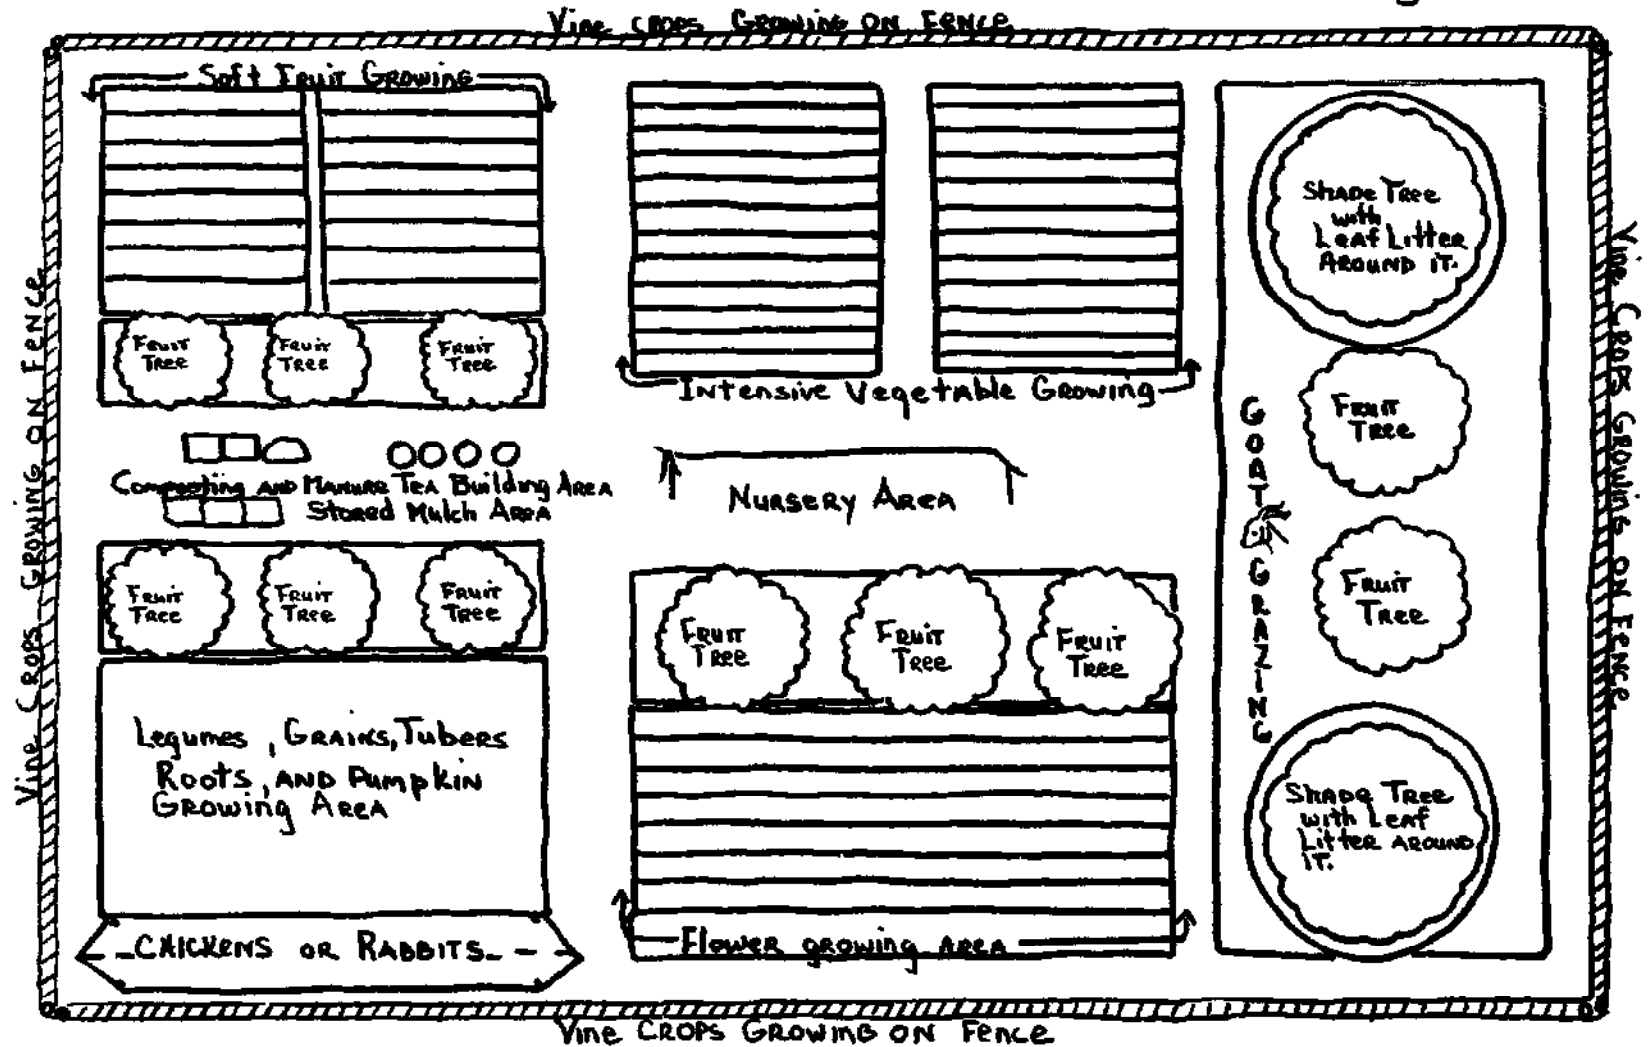 Vine CROPS GROWING ON FENCE
Soft FRUIT GROWING
FRUIT
TREE
FRUIT
TREE
FRUIT
TREE
Composting AND MANURE TEA Building AREA
Stored Mulch AREA
FRUIT
TREE
FRUIT
TREE
FRUIT
TREE
Legumes, GRAINS, TUBERS
ROOTS, AND PUMPKIN
GROWING AREA
CHICKENS OR RABBITS
INTENSIVE VEGETABLE GROWING
NURSERY AREA
FRUIT
TREE
FRUIT
TREE
FRUIT
TREE
Flower growing AREA
SHADE TREE
with
Leaf Litter
AROUND IT.
FRUIT
TREE
FRUIT
TREE
SHADE TREE
with Leaf
Litter AROUND
IT.
GOAT GRAZING
Vine CROPS GROWING ON FENCE
Vine CROPS GROWING ON FENCE
Vine CROPS GROWING ON FENCE